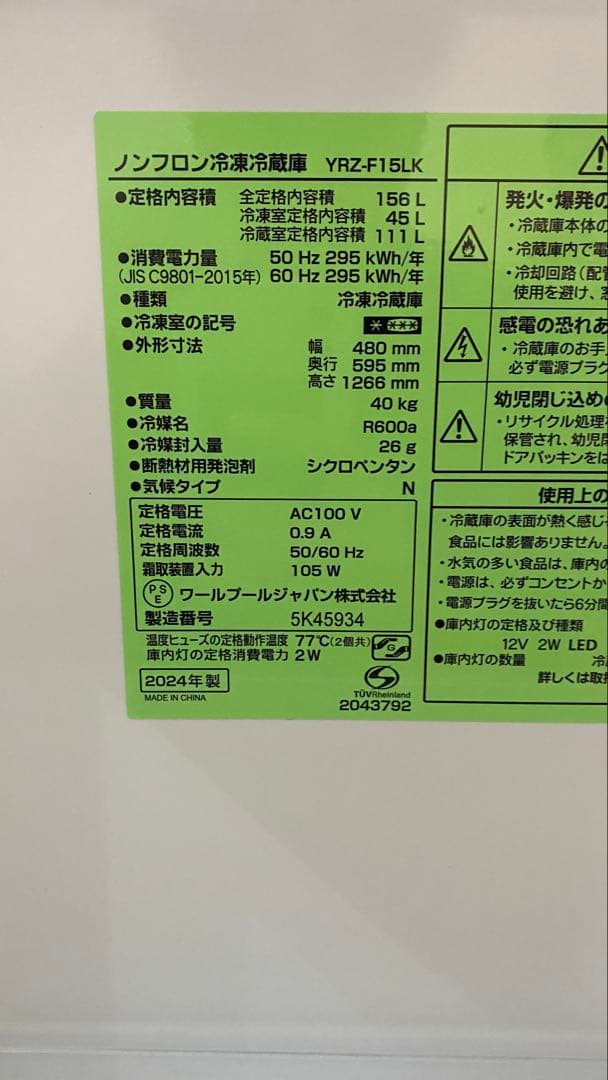 ノンフロン冷凍冷蔵庫 YRZ-F15LK
●定格内容積 全定格内容積 156 L
冷凍室定格内容積 45 L
冷蔵室定格内容積 111 L
●消費電力量 50 Hz 295 kWh/年
(JIS C9801-2015年) 60 Hz 295 kWh/年
●種類 冷凍冷蔵庫
●冷凍室の記号
●外形寸法 幅 480 mm
奥行 595 mm
高さ 1266 mm
●質量 40 kg
●冷媒名 R600a
●冷媒封入量 26 g
●断熱材用発泡剤 シクロペンタン
●気候タイプ N
定格電圧 AC100 V
定格電流 0.9 A
定格周波数 50/60 Hz
霜取装置入力 105 W
PSE ワールプールジャパン株式会社
製造番号 5K45934
温度ヒューズの定格動作温度 77℃(2個共)
庫内灯の定格消費電力 2 W
G
2024年製
MADE IN CHINA
TÜVRheinland
2043792
発火・爆発の
・冷蔵庫本体の
・冷蔵庫内で電
・冷却回路(配管
使用を避け、窓
感電の恐れあ
・冷蔵庫のお手
必ず電源プラグ
幼児閉じ込めの
・リサイクル処理
保管され、幼児
ドアパッキンをは
使用上の
・冷蔵庫の表面が熱く感じ
食品には影響ありません。
・水気の多い食品は、庫内の
・電源は、必ずコンセントか
・電源プラグを抜いたら6分間
●庫内灯の定格及び種類
12V 2W LED
●庫内灯の数量 冷
詳しくは取扱